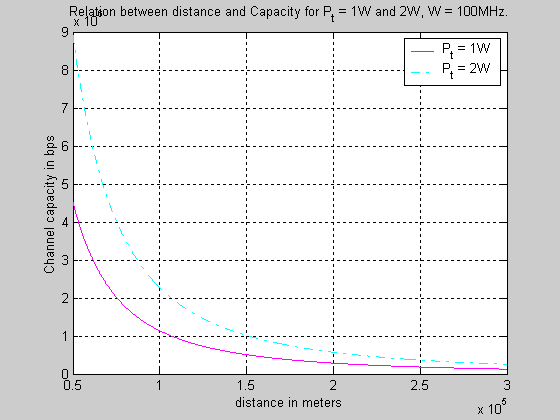 Relation between distance and Capacity for P_t = 1W and 2W, W = 100MHz.
P_t = 1W
P_t = 2W
9
8
7
6
5
4
3
2
1
0
Channel capacity in bps
0.5
1
1.5
2
2.5
3
distance in meters
x 10^5